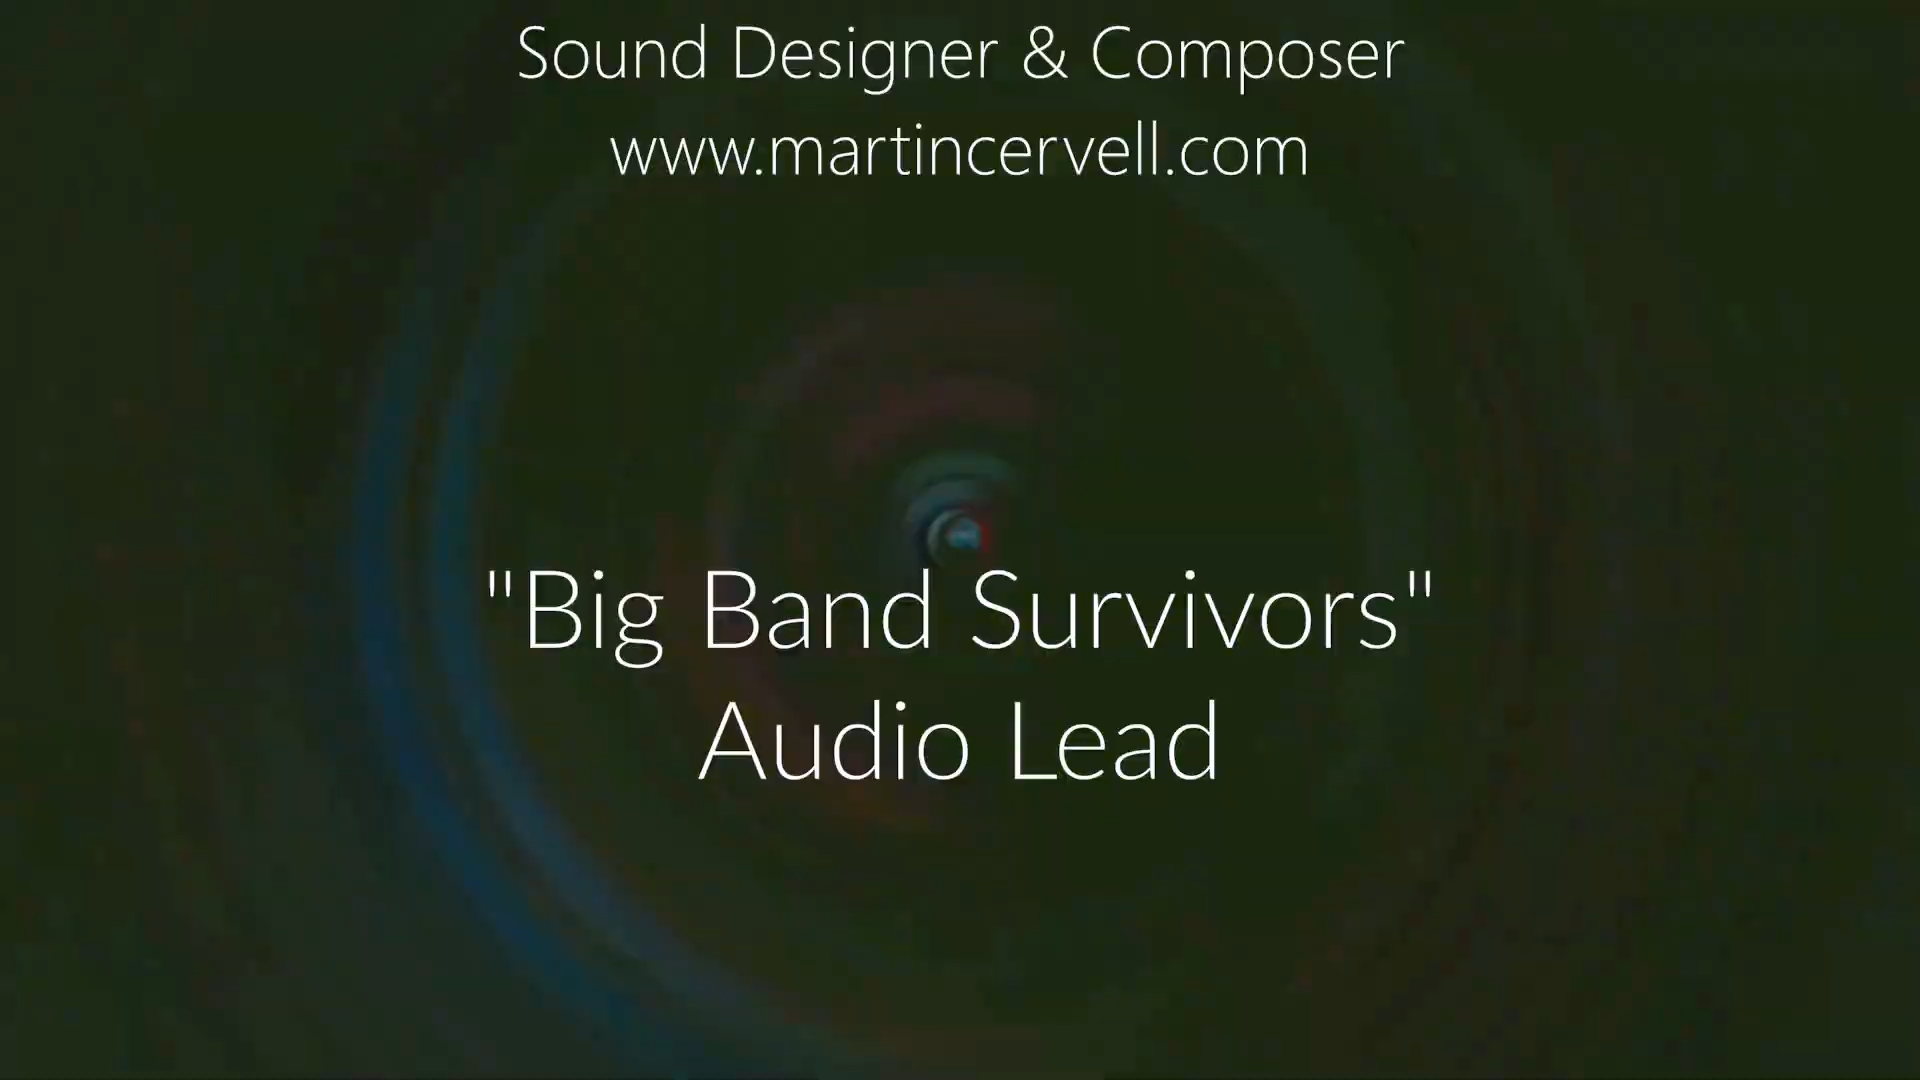 Sound Designer & Composer
www.martincervell.com
"Big Band Survivors"
Audio Lead